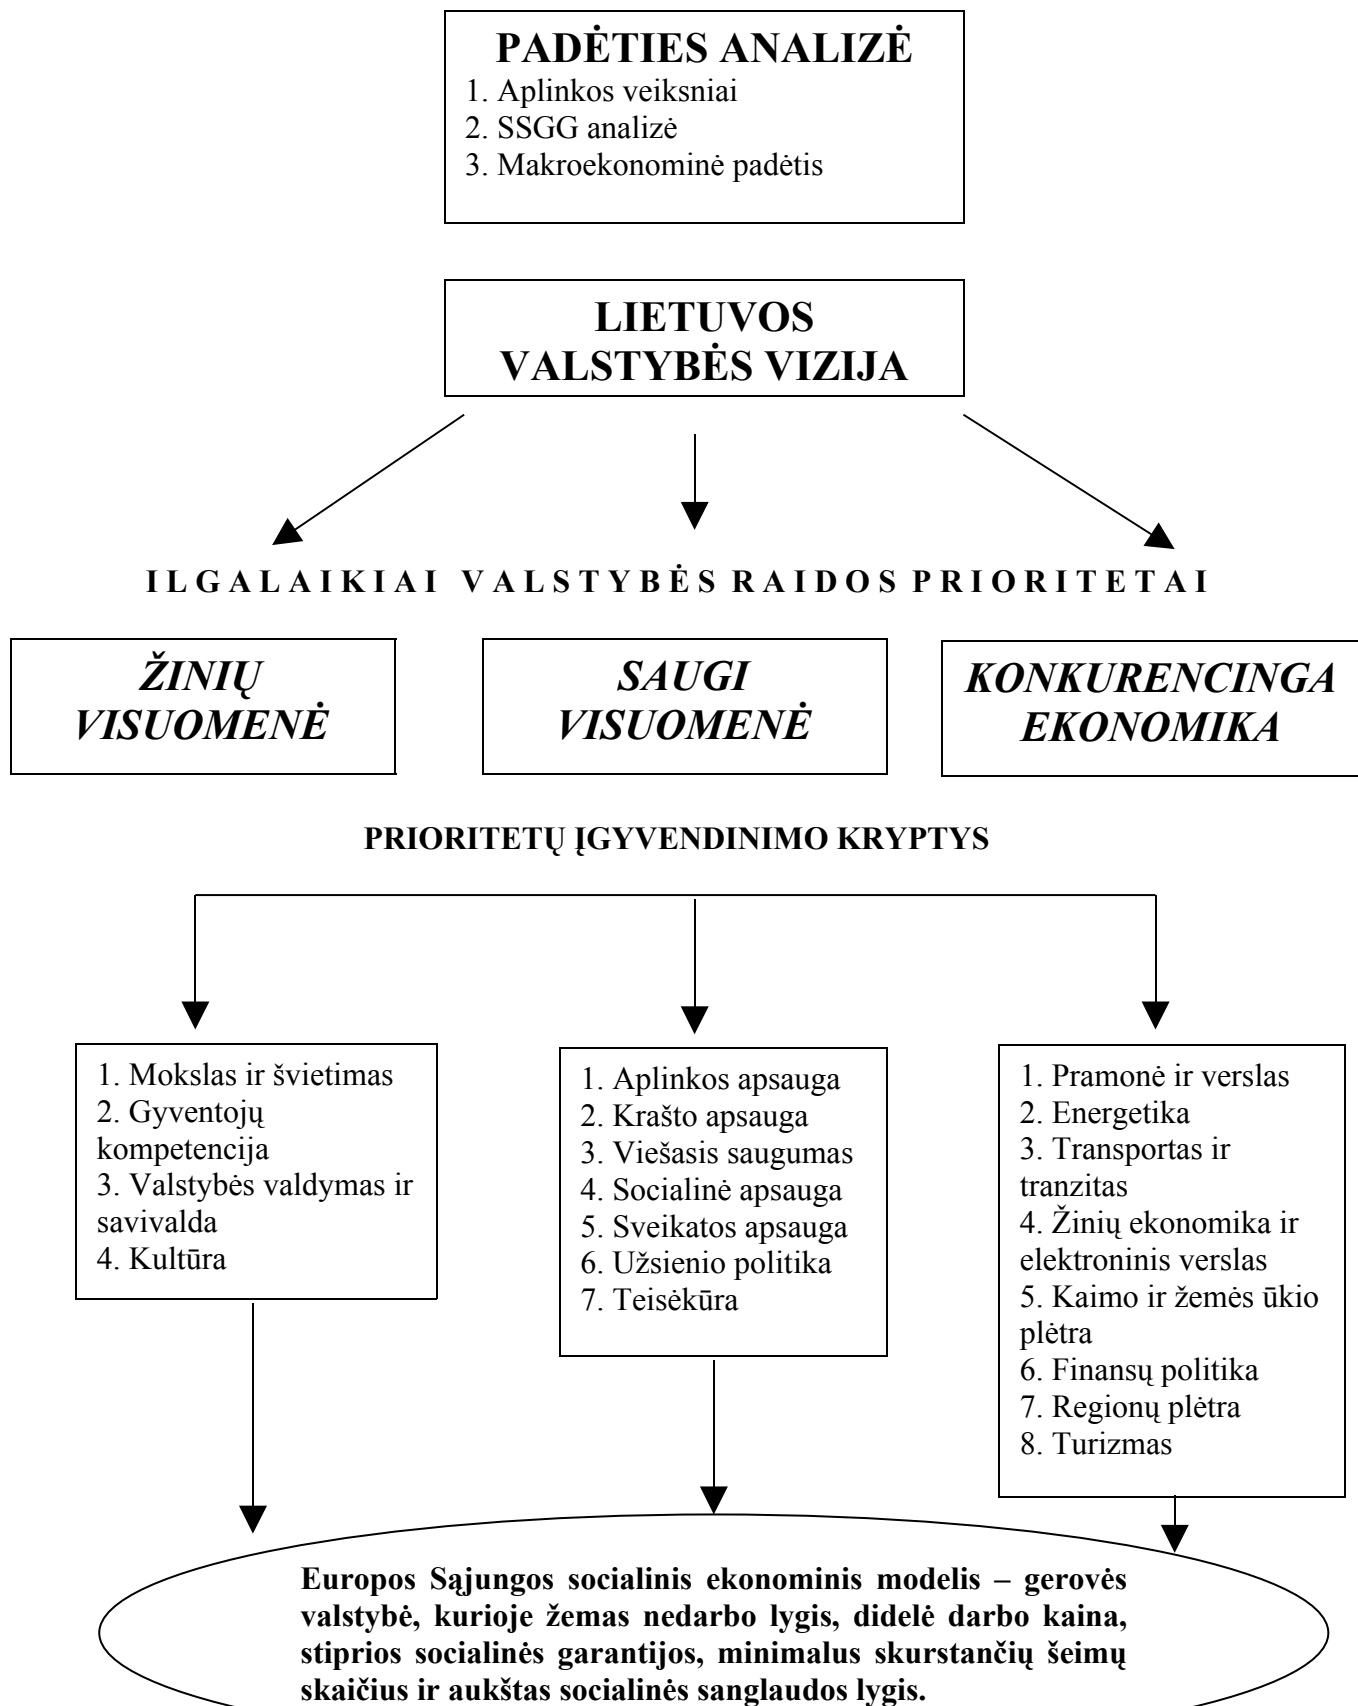 PADĖTIES ANALIZĖ
1. Aplinkos veiksniai
2. SSGG analizė
3. Makroekonominė padėtis
LIETUVOS
VALSTYBĖS VIZIJA
I L G A L A I K I A I V A L S T Y B Ė S R A I D O S P R I O R I T E T A I
ŽINIŲ
VISUOMENĖ
SAUGI
VISUOMENĖ
KONKURENCINGA
EKONOMIKA
PRIORITETŲ ĮGYVENDINIMO KRYPTYS
1. Mokslas ir švietimas
2. Gyventojų
kompetencija
3. Valstybės valdymas ir
savivalda
4. Kultūra
1. Aplinkos apsauga
2. Krašto apsauga
3. Viešasis saugumas
4. Socialinė apsauga
5. Sveikatos apsauga
6. Užsienio politika
7. Teisėkūra
1. Pramonė ir verslas
2. Energetika
3. Transportas ir
tranzitas
4. Žinių ekonomika ir
elektroninis verslas
5. Kaimo ir žemės ūkio
plėtra
6. Finansų politika
7. Regionų plėtra
8. Turizmas
Europos Sąjungos socialinis ekonominis modelis – gerovės
valstybė, kurioje žemas nedarbo lygis, didelė darbo kaina,
stiprios socialinės garantijos, minimalus skurstančių šeimų
skaičius ir aukštas socialinės sanglaudos lygis.